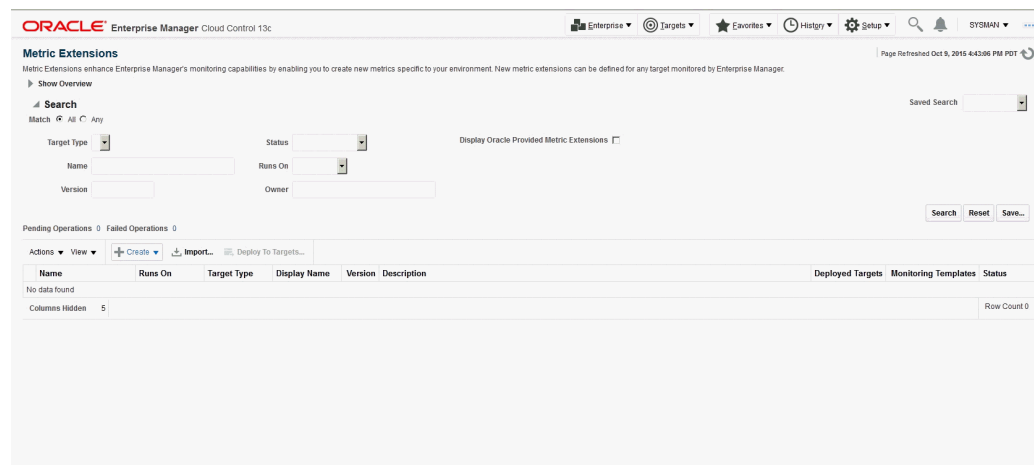 ORACLE Enterprise Manager Cloud Control 13c
Enterprise Targets Favorites History Setup SYSMAN
Metric Extensions
Page Refreshed Oct 9, 2015 4:43:06 PM PDT
Metric Extensions enhance Enterprise Manager's monitoring capabilities by enabling you to create new metrics specific to your environment. New metric extensions can be defined for any target monitored by Enterprise Manager.
Show Overview
Search
Saved Search
Match All Any
Target Type Status Display Oracle Provided Metric Extensions
Name Runs On
Version Owner
Search Reset Save...
Pending Operations 0 Failed Operations 0
Actions View Create Import... Deploy To Targets...
Name Runs On Target Type Display Name Version Description Deployed Targets Monitoring Templates Status
No data found
Columns Hidden 5 Row Count 0